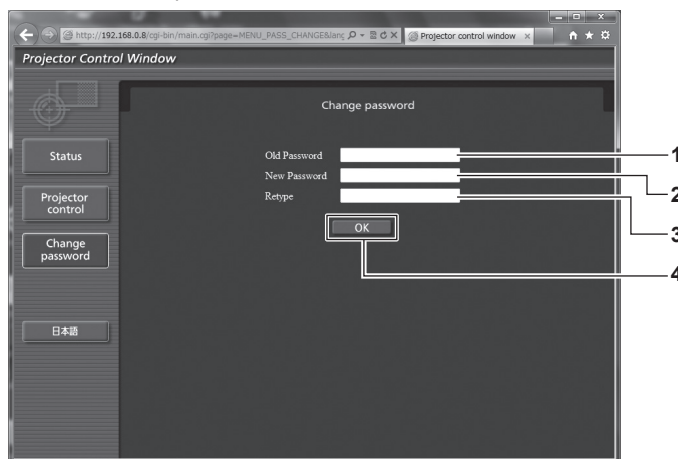 http://192.168.0.8/cgi-bin/main.cgi?page=MENU_PASS_CHANGE&lang
Projector control window
Projector Control Window
Change password
Status
Projector
control
Change
password
日本語
Old Password
New Password
Retype
OK
1
2
3
4